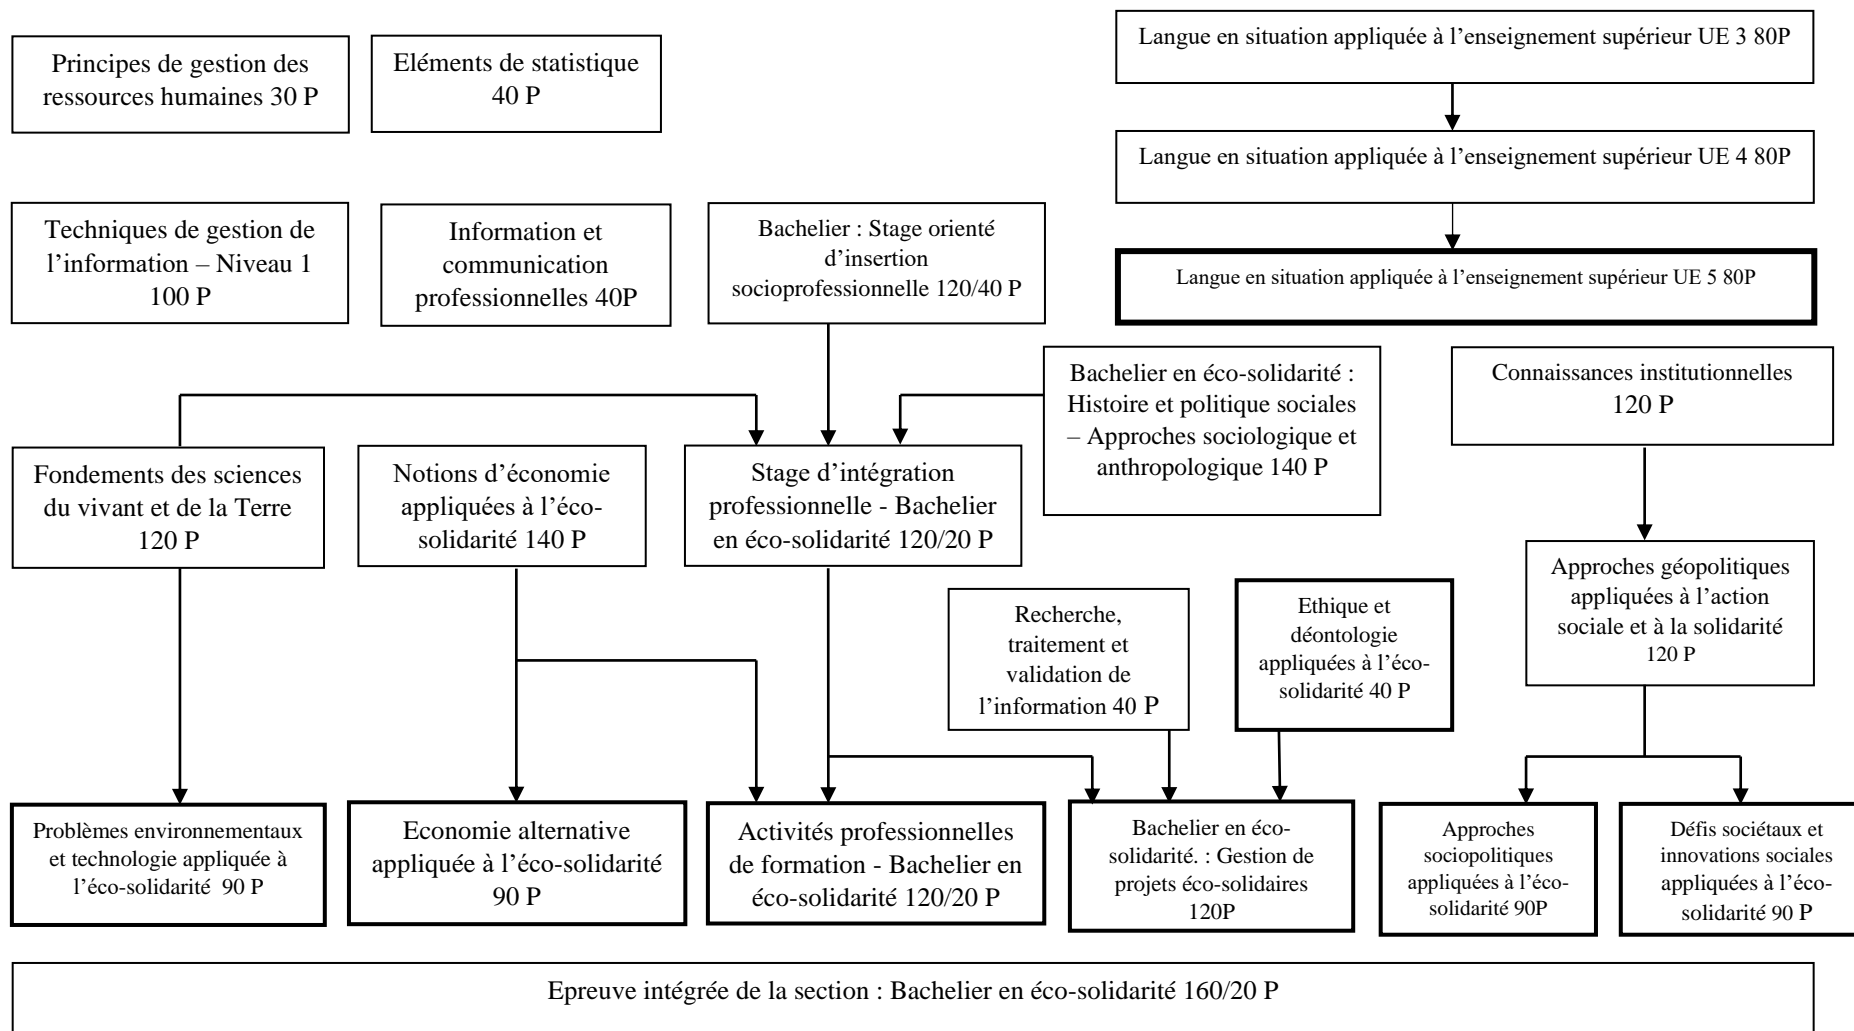 Principes de gestion des
ressources humaines 30 P
Eléments de statistique
40 P
Langue en situation appliquée à l’enseignement supérieur UE 3 80P
Langue en situation appliquée à l’enseignement supérieur UE 4 80P
Techniques de gestion de
l’information – Niveau 1
100 P
Information et
communication
professionnelles 40P
Bachelier : Stage orienté
d’insertion
socioprofessionnelle 120/40 P
Langue en situation appliquée à l’enseignement supérieur UE 5 80P
Bachelier en éco-solidarité :
Histoire et politique sociales
– Approches sociologique et
anthropologique 140 P
Connaissances institutionnelles
120 P
Fondements des sciences
du vivant et de la Terre
120 P
Notions d’économie
appliquées à l’éco-
solidarité 140 P
Stage d’intégration
professionnelle - Bachelier
en éco-solidarité 120/20 P
Approches géopolitiques
appliquées à l’action
sociale et à la solidarité
120 P
Recherche,
traitement et
validation de
l’information 40 P
Ethique et
déontologie
appliquées à l’éco-
solidarité 40 P
Problèmes environnementaux
et technologie appliquée à
l’éco-solidarité 90 P
Economie alternative
appliquée à l’éco-solidarité
90 P
Activités professionnelles
de formation - Bachelier en
éco-solidarité 120/20 P
Bachelier en éco-
solidarité. : Gestion de
projets éco-solidaires
120P
Approches
sociopolitiques
appliquées à l’éco-
solidarité 90P
Défis sociétaux et
innovations sociales
appliquées à l’éco-
solidarité 90 P
Epreuve intégrée de la section : Bachelier en éco-solidarité 160/20 P